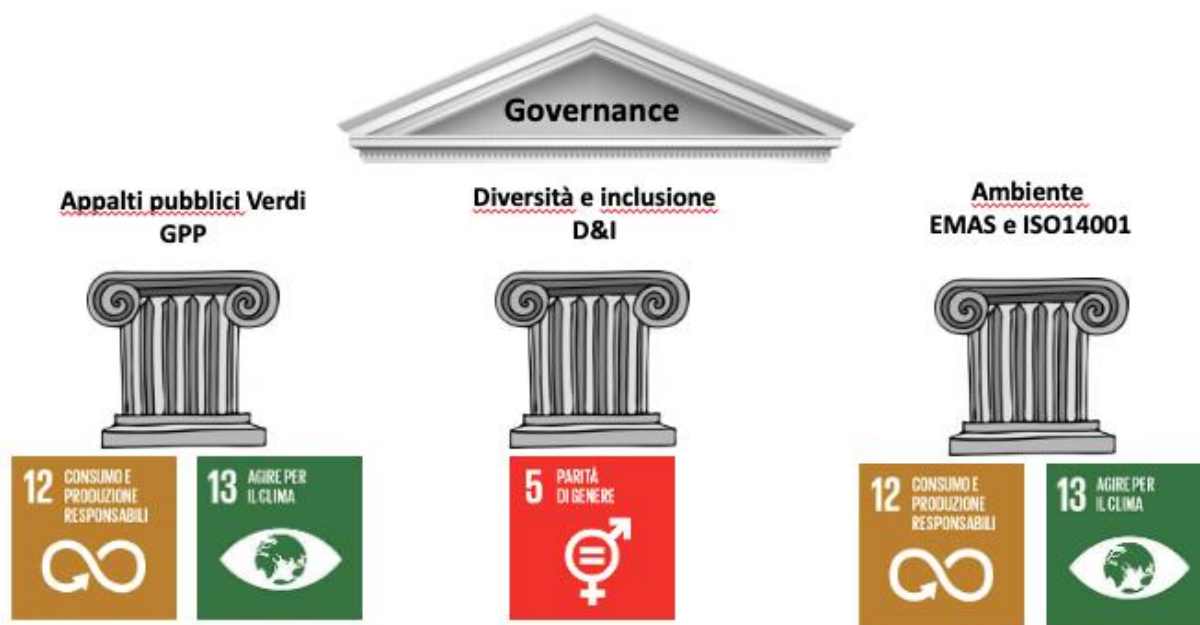 Governance
Appalti pubblici Verdi
GPP
Diversità e inclusione
D&I
Ambiente
EMAS e ISO14001
12 CONSUMO E
PRODUZIONE
RESPONSABILI
13 AGIRE PER
IL CLIMA
5 PARITÀ
DI GENERE
12 CONSUMO E
PRODUZIONE
RESPONSABILI
13 AGIRE PER
IL CLIMA